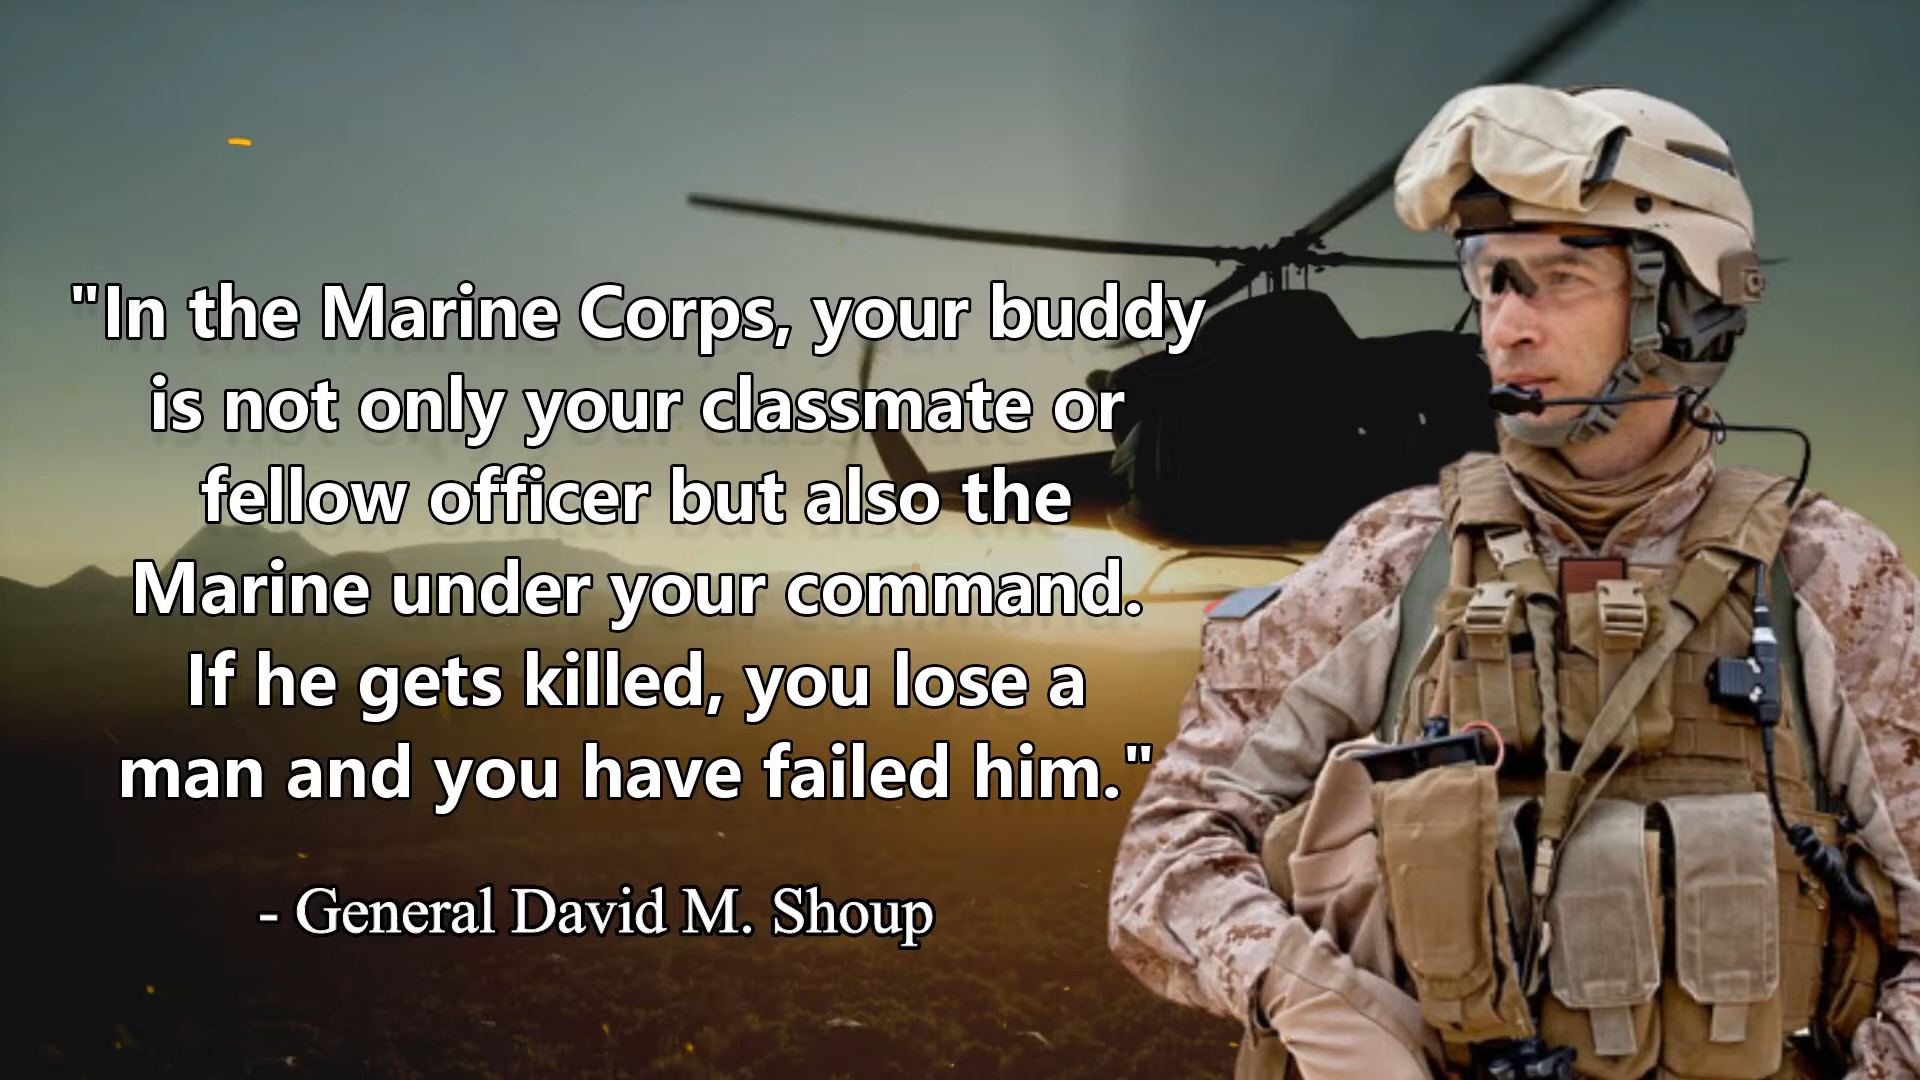 "In the Marine Corps, your buddy
is not only your classmate or
fellow officer but also the
Marine under your command.
If he gets killed, you lose a
man and you have failed him."
- General David M. Shoup